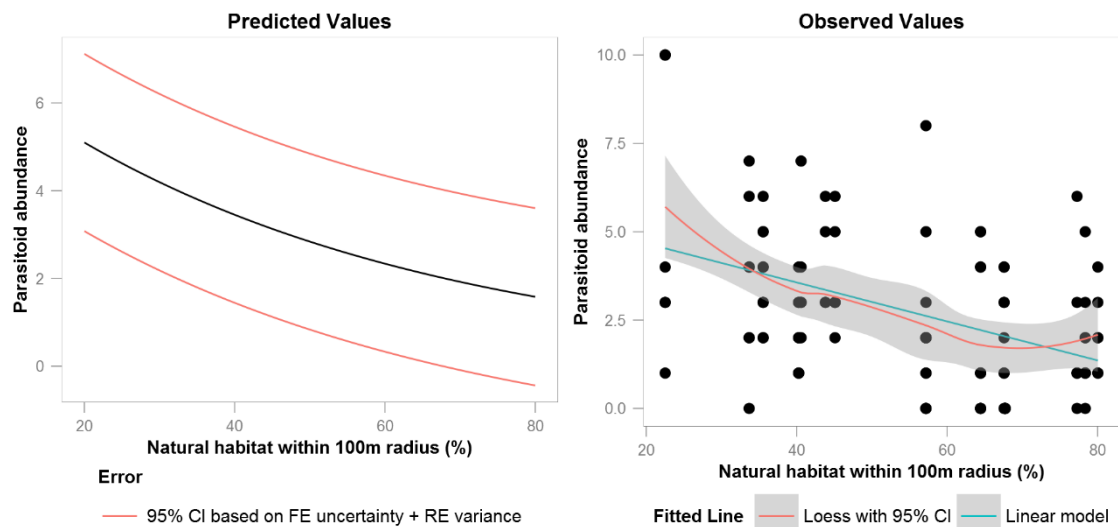 Predicted Values
Parasitoid abundance
6
4
2
0
20
40
60
80
Natural habitat within 100m radius (%)
Error
95% CI based on FE uncertainty + RE variance
Observed Values
Parasitoid abundance
10.0
7.5
5.0
2.5
0.0
20
40
60
80
Natural habitat within 100m radius (%)
Fitted Line Loess with 95% CI Linear model